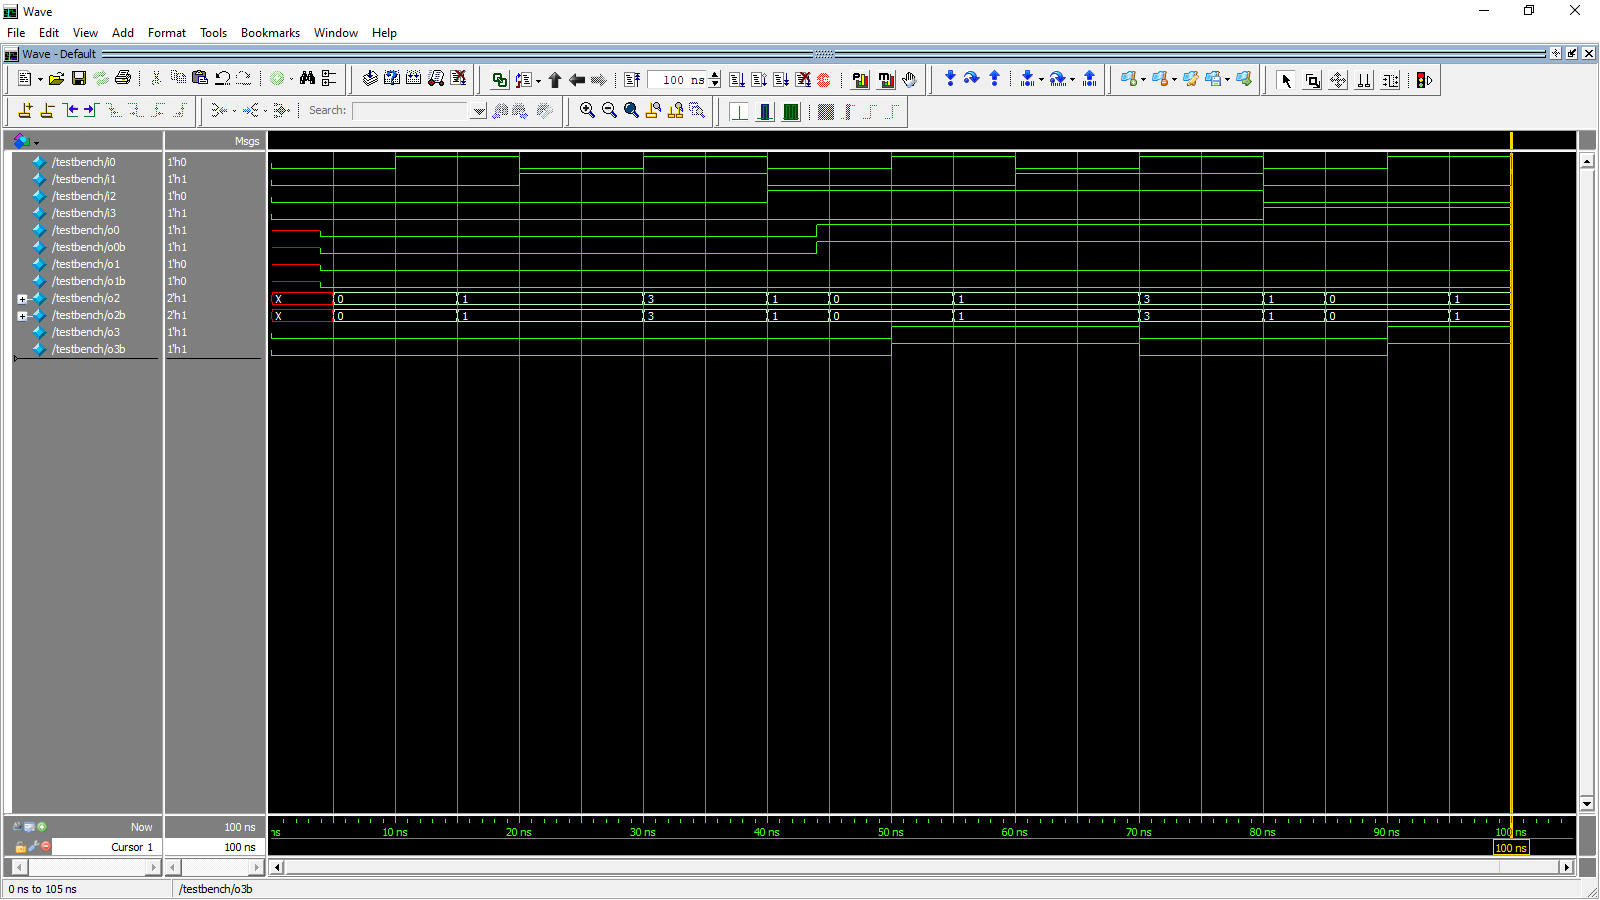 Wave
File Edit View Add Format Tools Bookmarks Window Help
Wave - Default
100 ns
Search:
Msgs
/testbench/i0 1'h0
/testbench/i1 1'h1
/testbench/i2 1'h0
/testbench/i3 1'h1
/testbench/o0 1'h1
/testbench/o0b 1'h1
/testbench/o1 1'h0
/testbench/o1b 1'h0
/testbench/o2 2'h1 X 0 1 3 1 0 1 3 1 0 1
/testbench/o2b 2'h1 X 0 1 3 1 0 1 3 1 0 1
/testbench/o3 1'h1
/testbench/o3b 1'h1
Now 100 ns ns 10 ns 20 ns 30 ns 40 ns 50 ns 60 ns 70 ns 80 ns 90 ns 100 ns
Cursor 1 100 ns 100 ns
0 ns to 105 ns /testbench/o3b